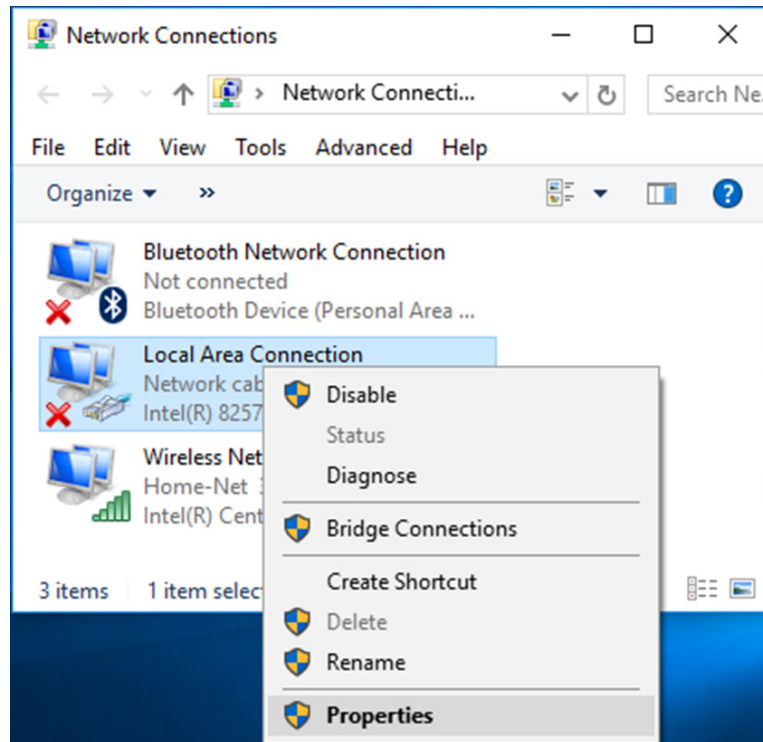 Network Connections
Network Connecti...
Search Ne
File Edit View Tools Advanced Help
Organize »
Bluetooth Network Connection
Not connected
Bluetooth Device (Personal Area ...
Local Area Connection
Network cab
Intel(R) 8257
Wireless Net
Home-Net
Intel(R) Cent
3 items 1 item selec
Disable
Status
Diagnose
Bridge Connections
Create Shortcut
Delete
Rename
Properties